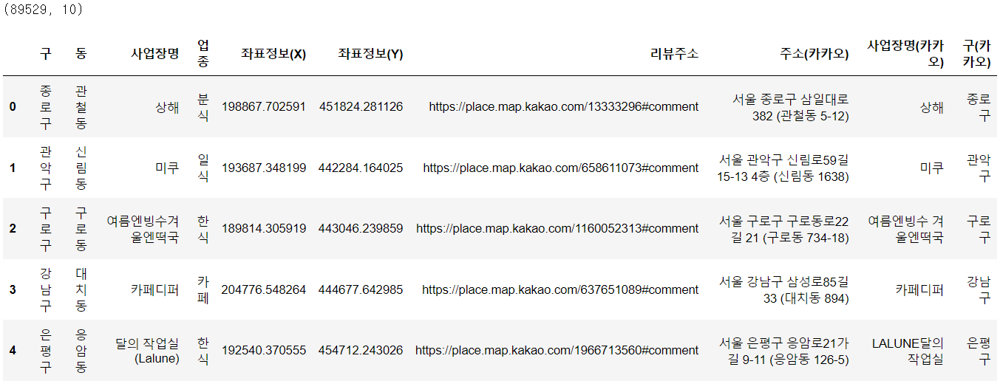 (89529, 10)
구 동 사업장명 업종 좌표정보(X) 좌표정보(Y) 리뷰주소 주소(카카오) 사업장명(카카오) 구(카카오)
0 종로구 관철동 상해 분식 198867.702591 451824.281126 https://place.map.kakao.com/13333296#comment 서울 종로구 삼일대로 382 (관철동 5-12) 상해 종로구
1 관악구 신림동 미쿠 일식 193687.348199 442284.164025 https://place.map.kakao.com/658611073#comment 서울 관악구 신림로59길 15-13 4층 (신림동 1638) 미쿠 관악구
2 구로구 구로동 여름엔빙수겨울엔떡국 한식 189814.305919 443046.239859 https://place.map.kakao.com/1160052313#comment 서울 구로구 구로동로22길 21 (구로동 734-18) 여름엔빙수 겨울엔떡국 구로구
3 강남구 대치동 카페디퍼 카페 204776.548264 444677.642985 https://place.map.kakao.com/637651089#comment 서울 강남구 삼성로85길 33 (대치동 894) 카페디퍼 강남구
4 은평구 응암동 달의 작업실(Lalune) 한식 192540.370555 454712.243026 https://place.map.kakao.com/1966713560#comment 서울 은평구 응암로21가길 9-11 (응암동 126-5) LALUNE달의작업실 은평구